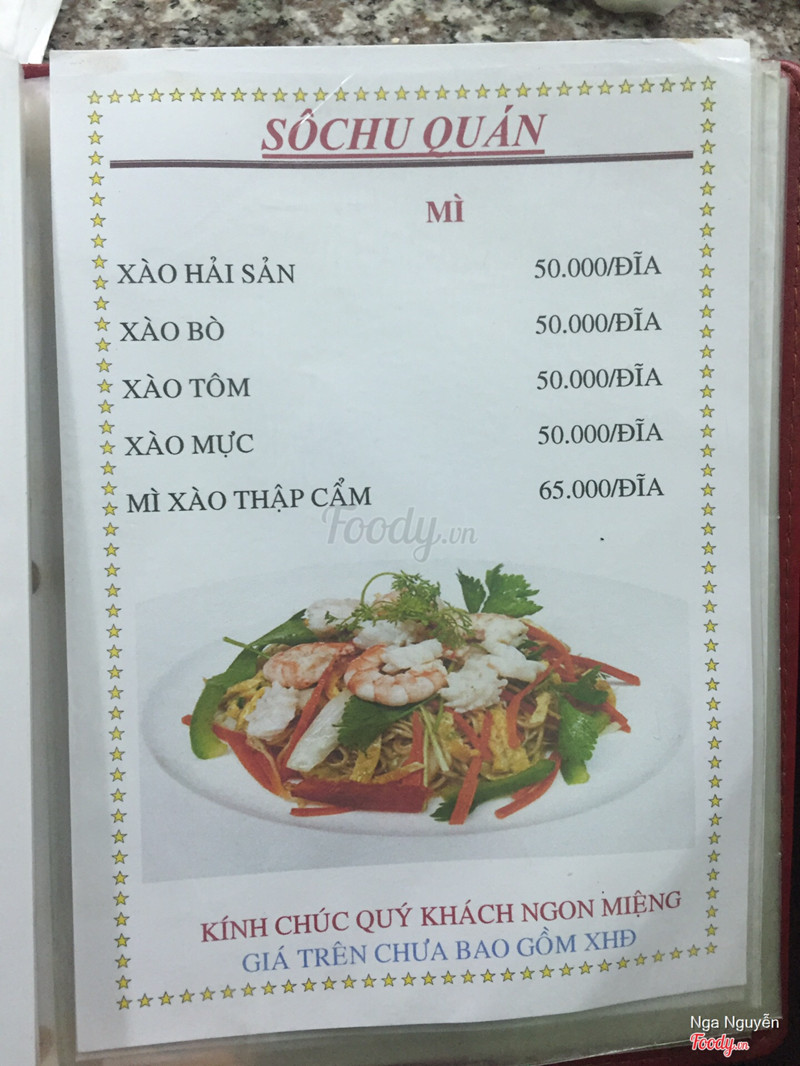 SÔCHU QUÁN
MÌ
XÀO HẢI SẢN 50.000/ĐĨA
XÀO BÒ 50.000/ĐĨA
XÀO TÔM 50.000/ĐĨA
XÀO MỰC 50.000/ĐĨA
MÌ XÀO THẬP CẨM 65.000/ĐĨA
Foody.vn
KÍNH CHÚC QUÝ KHÁCH NGON MIỆNG
GIÁ TRÊN CHƯA BAO GỒM XHĐ
Nga Nguyễn
Foody.vn